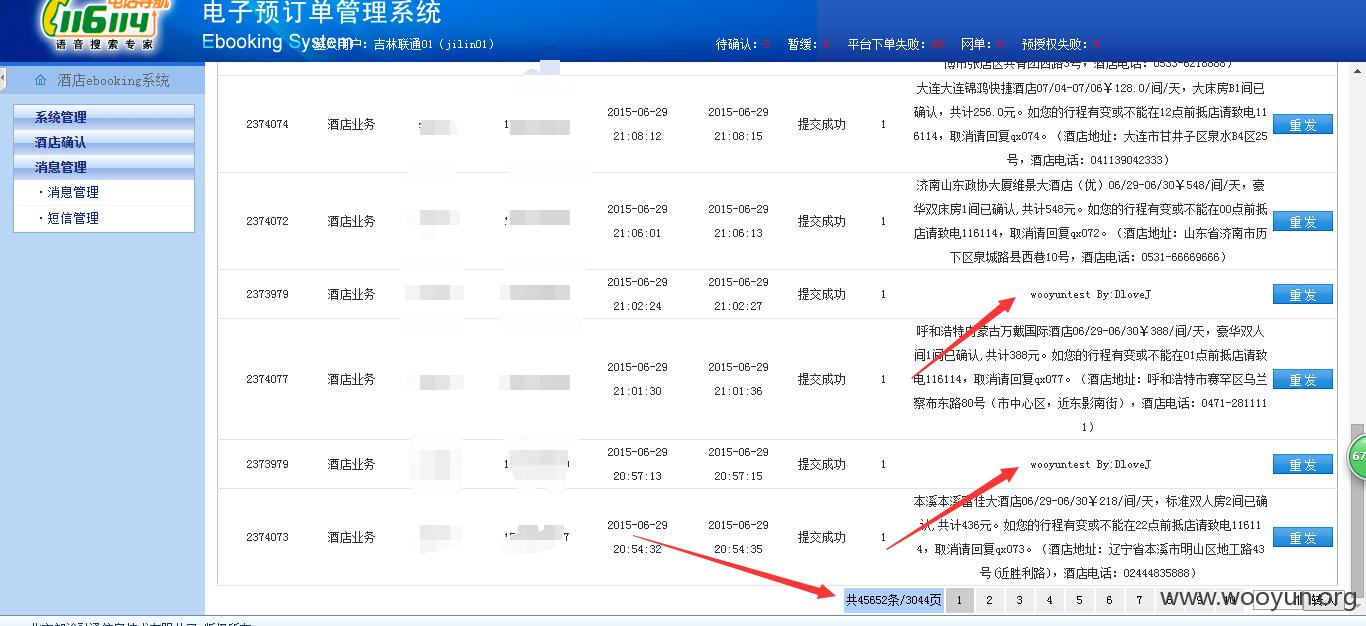 116114
电话导航
语音搜索专家
电子预订单管理系统
Ebooking System
用户: 吉林联通01 (jilin01)
待确认: 5 暂缓: 2 平台下单失败: 20 网单: 0 预授权失败: 5
酒店ebooking系统
系统管理
酒店确认
消息管理
· 消息管理
· 短信管理
博市张店区共青团西路3号，酒店电话: 0533-6218888)
2374074 酒店业务 2015-06-29 21:08:12 2015-06-29 21:08:15 提交成功 1
大连大连锦鸿快捷酒店07/04-07/06￥128.0/间/天，大床房B1间已
确认，共计256.0元。如您的行程有变或不能在12点前抵店请致电11
6114，取消请回复qx074。（酒店地址: 大连市甘井子区泉水B4区25
号，酒店电话: 041139042333)
重发
2374072 酒店业务 2015-06-29 21:06:01 2015-06-29 21:06:13 提交成功 1
济南山东政协大厦维景大酒店（优）06/29-06/30￥548/间/天，豪
华双床房1间已确认,共计548元。如您的行程有变或不能在00点前抵
店请致电116114，取消请回复qx072。（酒店地址: 山东省济南市历
下区泉城路县西巷10号，酒店电话: 0531-66669666)
重发
2373979 酒店业务 2015-06-29 21:02:24 2015-06-29 21:02:27 提交成功 1 wooyuntest By:DloveJ 重发
2374077 酒店业务 2015-06-29 21:01:30 2015-06-29 21:01:36 提交成功 1
呼和浩特内蒙古万戴国际酒店06/29-06/30￥388/间/天，豪华双人
间1间已确认,共计388元。如您的行程有变或不能在01点前抵店请致
电116114，取消请回复qx077。（酒店地址: 呼和浩特市赛罕区乌兰
察布东路80号（市中心区，近东影南街），酒店电话: 0471-281111
1)
重发
2373979 酒店业务 2015-06-29 20:57:13 2015-06-29 20:57:15 提交成功 1 wooyuntest By:DloveJ 重发
2374073 酒店业务 2015-06-29 20:54:32 2015-06-29 20:54:35 提交成功 1
本溪本溪富佳大酒店06/29-06/30￥218/间/天，标准双人房2间已确
认,共计436元。如您的行程有变或不能在22点前抵店请致电11611
4，取消请回复qx073。（酒店地址: 辽宁省本溪市明山区地工路43
号(近胜利路)，酒店电话: 02444835888)
重发
共45652条/3044页 1 2 3 4 5 6 7 8 9 10
www.wooyun.org
67